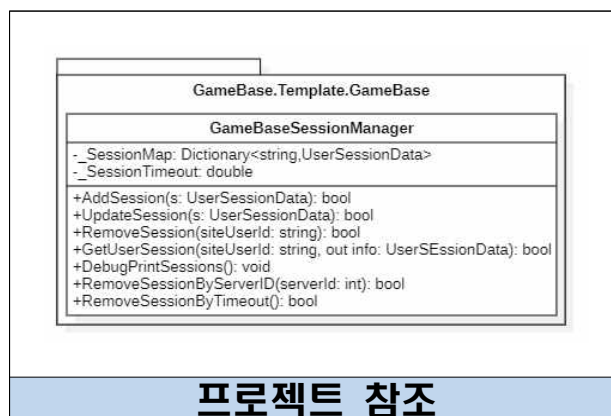 GameBase.Template.GameBase
GameBaseSessionManager
-_SessionMap: Dictionary<string,UserSessionData>
-_SessionTimeout: double
+AddSession(s: UserSessionData): bool
+UpdateSession(s: UserSessionData): bool
+RemoveSession(siteUserId: string): bool
+GetUserSession(siteUserId: string, out info: UserSEssionData): bool
+DebugPrintSessions(): void
+RemoveSessionByServerID(serverId: int): bool
+RemoveSessionByTimeout(): bool
프로젝트 참조